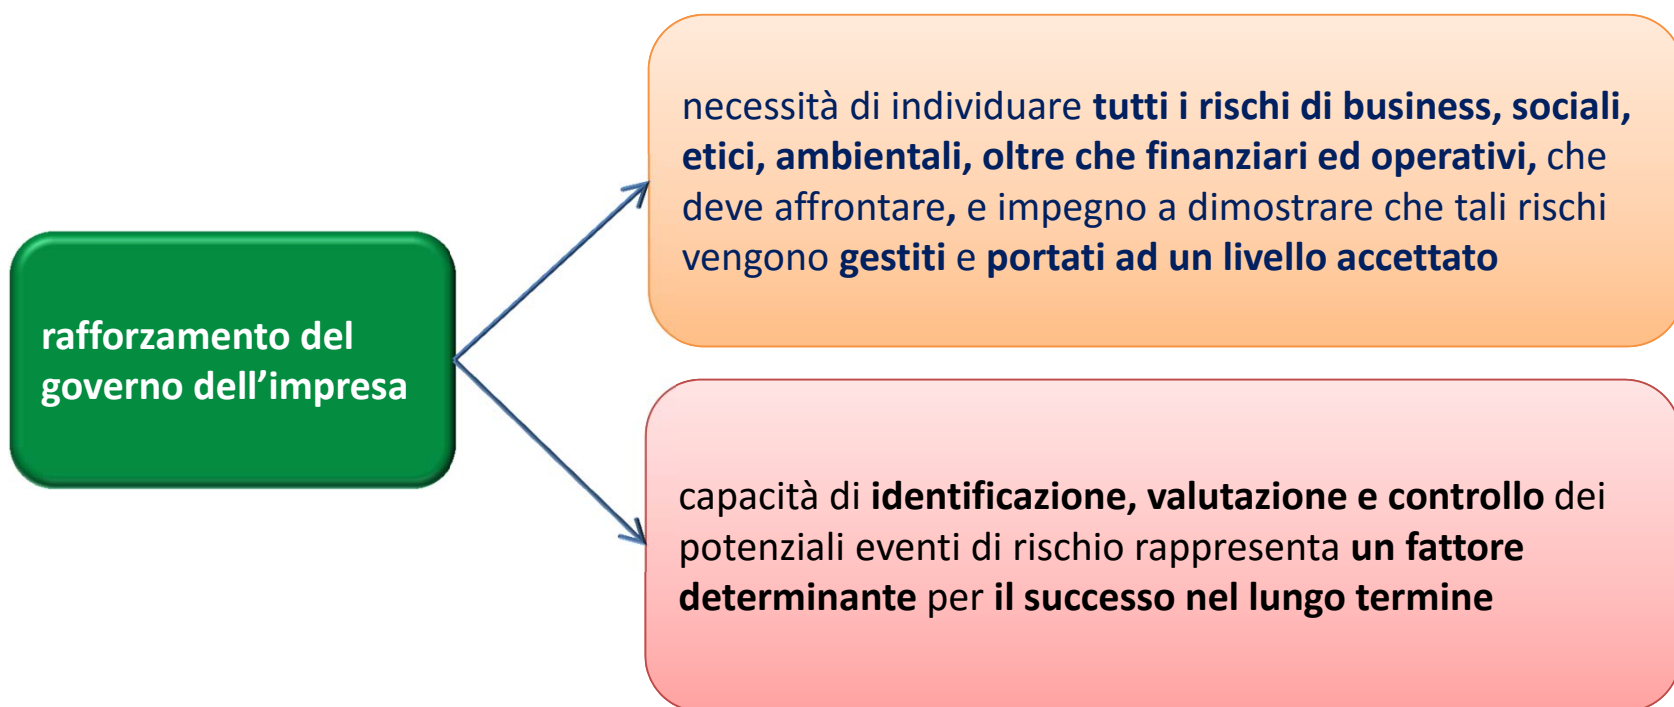 rafforzamento del
governo dell’impresa
necessità di individuare tutti i rischi di business, sociali,
etici, ambientali, oltre che finanziari ed operativi, che
deve affrontare, e impegno a dimostrare che tali rischi
vengono gestiti e portati ad un livello accettato
capacità di identificazione, valutazione e controllo dei
potenziali eventi di rischio rappresenta un fattore
determinante per il successo nel lungo termine